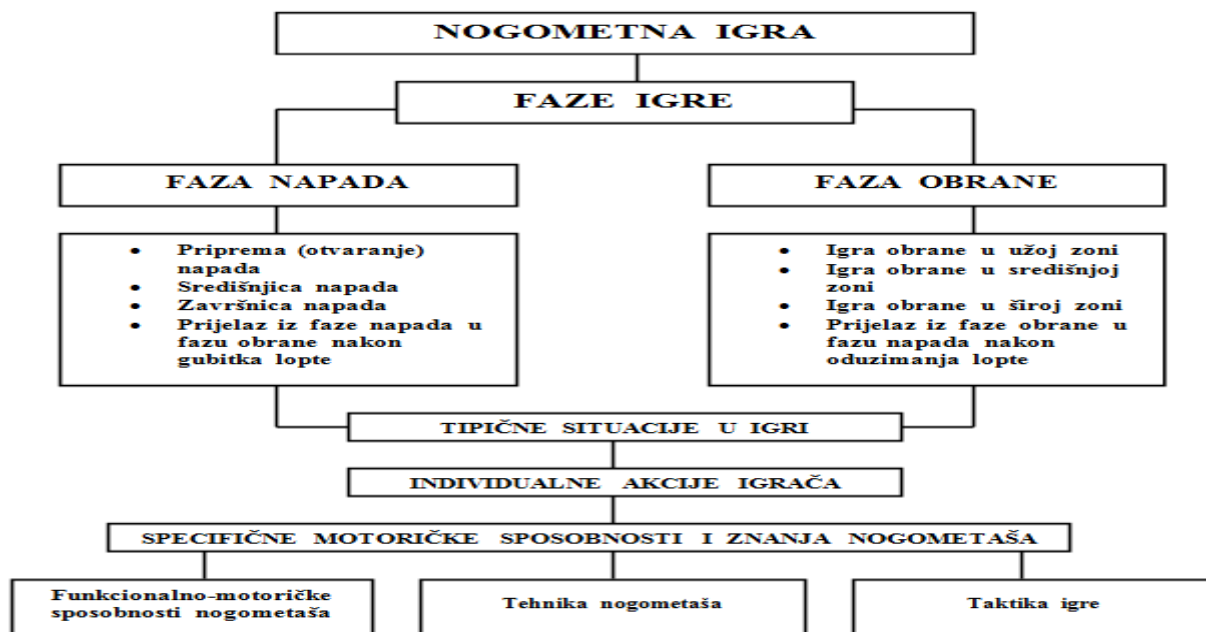 NOGOMETNA IGRA
FAZE IGRE
FAZA NAPADA
FAZA OBRANE
• Priprema (otvaranje)
napada
• Središnjica napada
• Završnica napada
• Prijelaz iz faze napada u
fazu obrane nakon
gubitka lopte
• Igra obrane u užoj zoni
• Igra obrane u središnjoj
zoni
• Igra obrane u široj zoni
• Prijelaz iz faze obrane u
fazu napada nakon
oduzimanja lopte
TIPIČNE SITUACIJE U IGRI
INDIVIDUALNE AKCIJE IGRAČA
SPECIFIČNE MOTORIČKE SPOSOBNOSTI I ZNANJA NOGOMETAŠA
Funkcionalno-motoričke
sposobnosti nogometaša
Tehnika nogometaša
Taktika igre